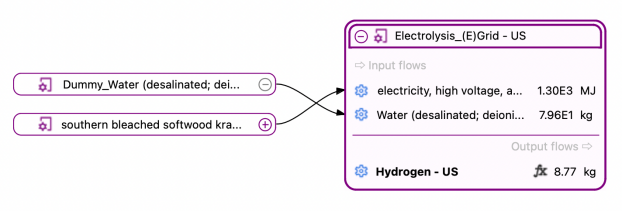 Electrolysis_(E)Grid - US
Input flows
Dummy_Water (desalinated; dei...
electricity, high voltage, a... 1.30E3 MJ
southern bleached softwood kra...
Water (desalinated; deioni... 7.96E1 kg
Output flows
Hydrogen - US fx 8.77 kg